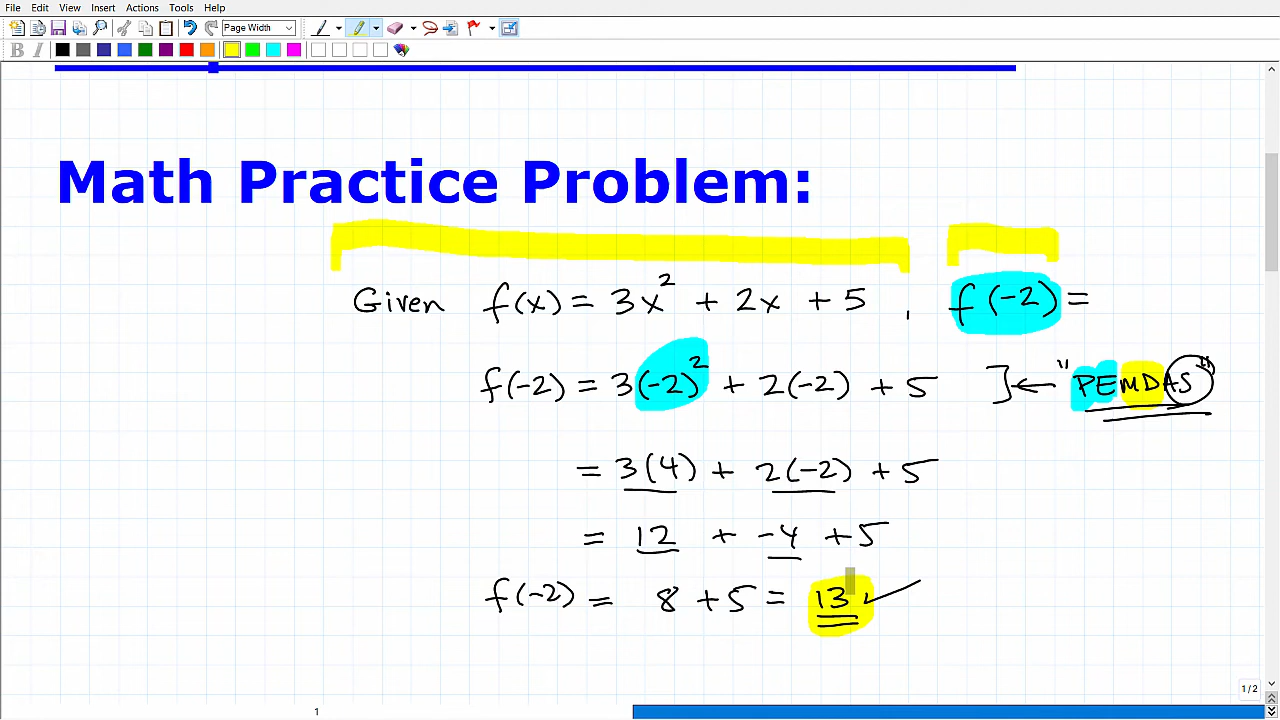 File Edit View Insert Actions Tools Help
Page Width
B I
Math Practice Problem:
Given f(x) = 3x² + 2x + 5 , f(-2) =
f(-2) = 3(-2)² + 2(-2) + 5 ]← "PEMDAS"
= 3(4) + 2(-2) + 5
= 12 + -4 + 5
f(-2) = 8 + 5 = 13 ✓
1/2
1